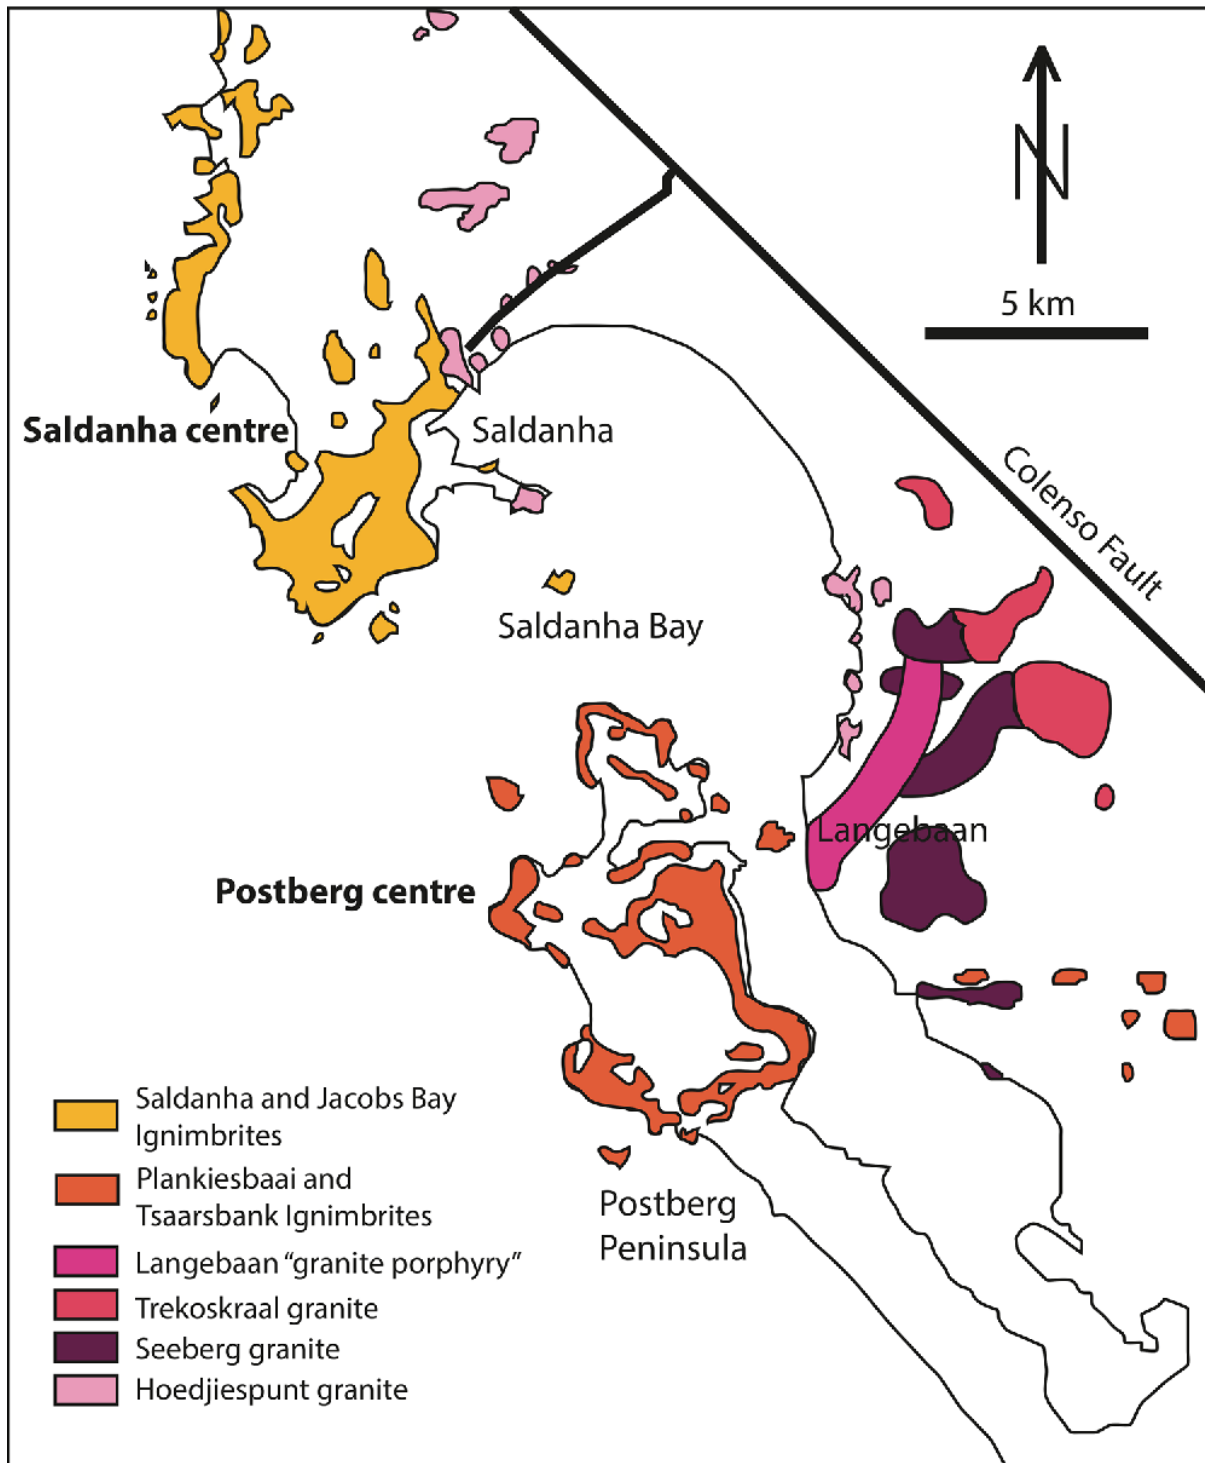 N
5 km
Saldanha centre
Saldanha
Colenso Fault
Saldanha Bay
Langebaan
Postberg centre
Saldanha and Jacobs Bay
Ignimbrites
Plankiesbaai and
Tsaarsbank Ignimbrites
Postberg
Peninsula
Langebaan “granite porphyry”
Trekoskraal granite
Seeberg granite
Hoedjiespunt granite